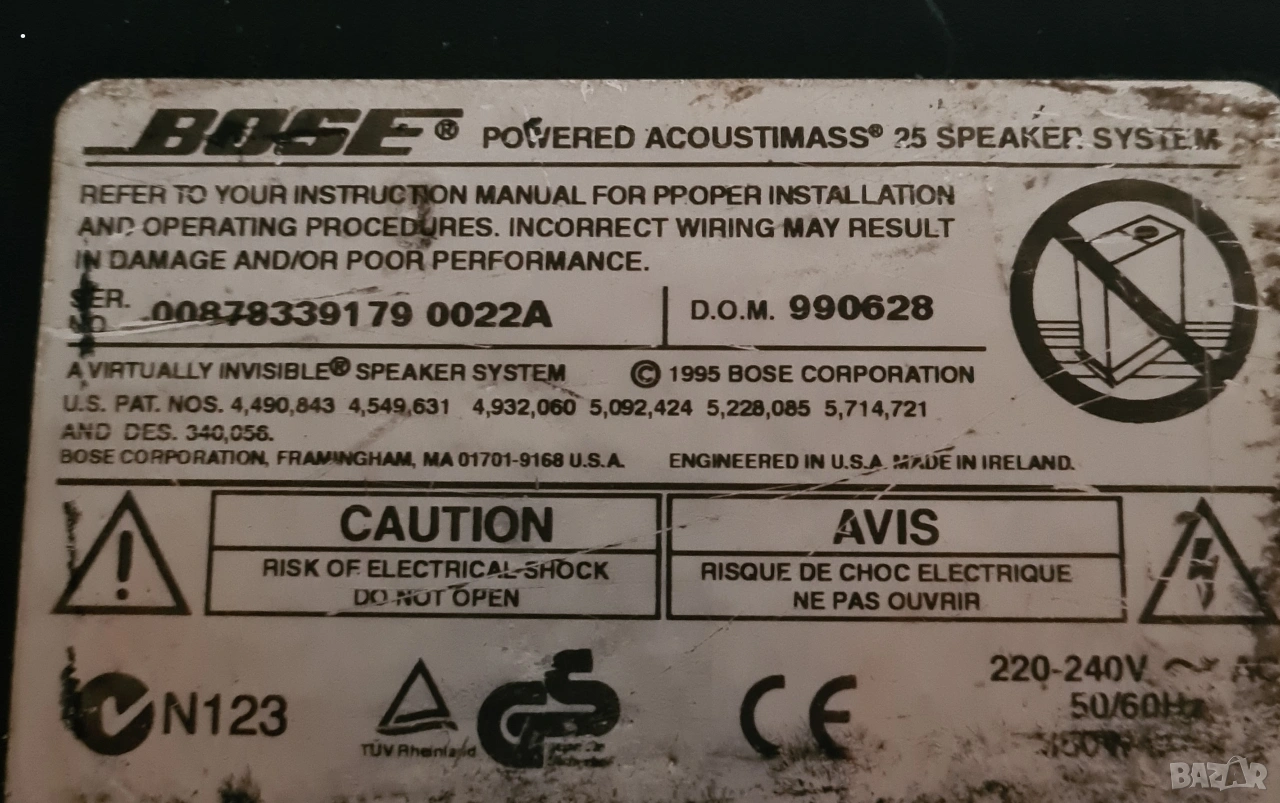 BOSE® POWERED ACOUSTIMASS® 25 SPEAKER SYSTEM
REFER TO YOUR INSTRUCTION MANUAL FOR PROPER INSTALLATION
AND OPERATING PROCEDURES. INCORRECT WIRING MAY RESULT
IN DAMAGE AND/OR POOR PERFORMANCE.
SER. NO. 00878339179 0022A D.O.M. 990628
A VIRTUALLY INVISIBLE® SPEAKER SYSTEM © 1995 BOSE CORPORATION
U.S. PAT. NOS. 4,490,843 4,549,631 4,932,060 5,092,424 5,228,085 5,714,721
AND DES. 340,056.
BOSE CORPORATION, FRAMINGHAM, MA 01701-9168 U.S.A. ENGINEERED IN U.S.A. MADE IN IRELAND.
CAUTION
RISK OF ELECTRICAL SHOCK
DO NOT OPEN
AVIS
RISQUE DE CHOC ELECTRIQUE
NE PAS OUVRIR
N123
TÜV Rheinland
GS
CE
220-240V ~ AC
50/60Hz
BAZAR